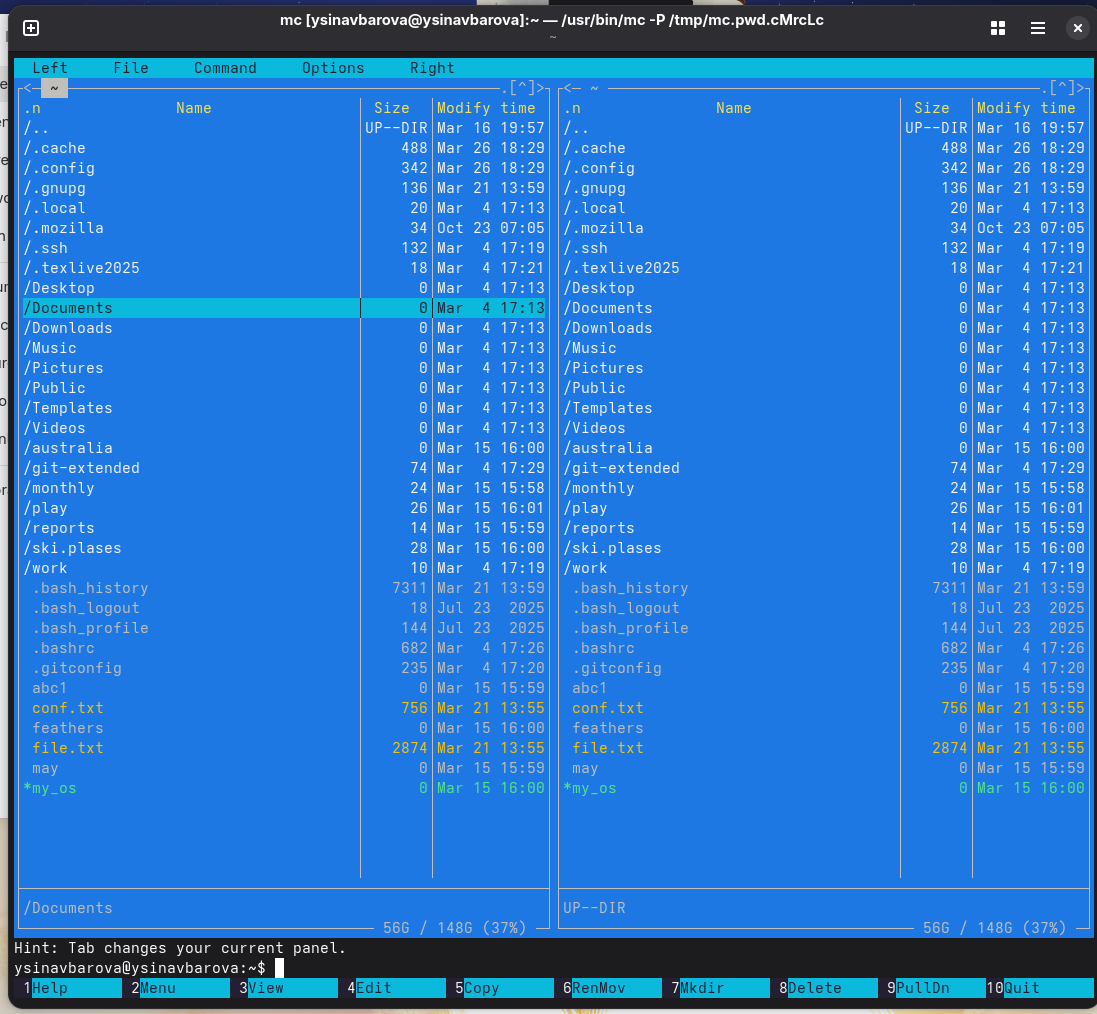 mc [ysinavbarova@ysinavbarova]:~ — /usr/bin/mc -P /tmp/mc.pwd.cMrcLc
~
Left File Command Options Right
<— ~ .[^]> <— ~ .[^]>
.n Name Size Modify time .n Name Size Modify time
/.. UP--DIR Mar 16 19:57 /.. UP--DIR Mar 16 19:57
/.cache 488 Mar 26 18:29 /.cache 488 Mar 26 18:29
/.config 342 Mar 26 18:29 /.config 342 Mar 26 18:29
/.gnupg 136 Mar 21 13:59 /.gnupg 136 Mar 21 13:59
/.local 20 Mar 4 17:13 /.local 20 Mar 4 17:13
/.mozilla 34 Oct 23 07:05 /.mozilla 34 Oct 23 07:05
/.ssh 132 Mar 4 17:19 /.ssh 132 Mar 4 17:19
/.texlive2025 18 Mar 4 17:21 /.texlive2025 18 Mar 4 17:21
/Desktop 0 Mar 4 17:13 /Desktop 0 Mar 4 17:13
/Documents 0 Mar 4 17:13 /Documents 0 Mar 4 17:13
/Downloads 0 Mar 4 17:13 /Downloads 0 Mar 4 17:13
/Music 0 Mar 4 17:13 /Music 0 Mar 4 17:13
/Pictures 0 Mar 4 17:13 /Pictures 0 Mar 4 17:13
/Public 0 Mar 4 17:13 /Public 0 Mar 4 17:13
/Templates 0 Mar 4 17:13 /Templates 0 Mar 4 17:13
/Videos 0 Mar 4 17:13 /Videos 0 Mar 4 17:13
/australia 0 Mar 15 16:00 /australia 0 Mar 15 16:00
/git-extended 74 Mar 4 17:29 /git-extended 74 Mar 4 17:29
/monthly 24 Mar 15 15:58 /monthly 24 Mar 15 15:58
/play 26 Mar 15 16:01 /play 26 Mar 15 16:01
/reports 14 Mar 15 15:59 /reports 14 Mar 15 15:59
/ski.plases 28 Mar 15 16:00 /ski.plases 28 Mar 15 16:00
/work 10 Mar 4 17:19 /work 10 Mar 4 17:19
.bash_history 7311 Mar 21 13:59 .bash_history 7311 Mar 21 13:59
.bash_logout 18 Jul 23 2025 .bash_logout 18 Jul 23 2025
.bash_profile 144 Jul 23 2025 .bash_profile 144 Jul 23 2025
.bashrc 682 Mar 4 17:26 .bashrc 682 Mar 4 17:26
.gitconfig 235 Mar 4 17:20 .gitconfig 235 Mar 4 17:20
abc1 0 Mar 15 15:59 abc1 0 Mar 15 15:59
conf.txt 756 Mar 21 13:55 conf.txt 756 Mar 21 13:55
feathers 0 Mar 15 16:00 feathers 0 Mar 15 16:00
file.txt 2874 Mar 21 13:55 file.txt 2874 Mar 21 13:55
may 0 Mar 15 15:59 may 0 Mar 15 15:59
*my_os 0 Mar 15 16:00 *my_os 0 Mar 15 16:00
/Documents UP--DIR
56G / 148G (37%) 56G / 148G (37%)
Hint: Tab changes your current panel.
ysinavbarova@ysinavbarova:~$
1Help 2Menu 3View 4Edit 5Copy 6RenMov 7Mkdir 8Delete 9PullDn 10Quit